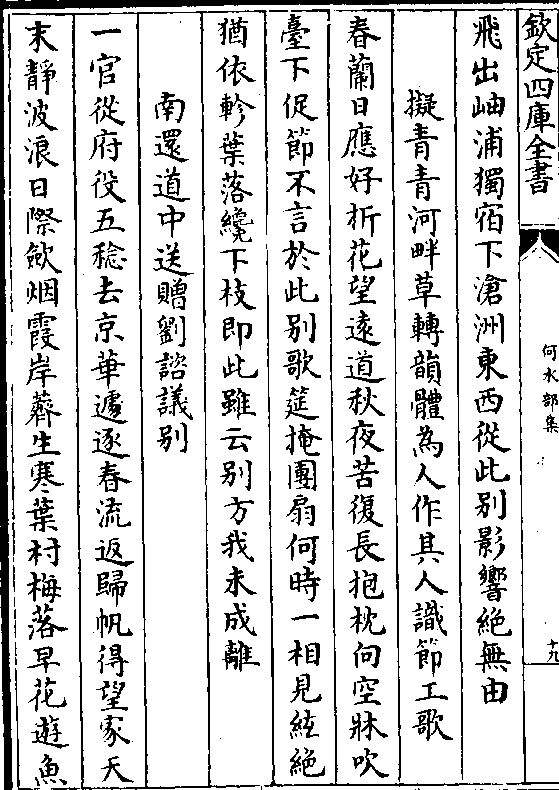 欽定四庫全書
何水部集
十九
飛出岫浦獨宿下滄洲東西從此别影響絶無由
擬青青河畔草轉韻體為人作其人識節工歌
春蘭日應好折花望遠道秋夜苦復長抱枕向空牀吹
臺下促節不言於此别歌筵掩團扇何時一相見絃絶
猶依軫葉落纔下枝即此雖云别方我未成離
南還道中送贈劉諮議别
一官從府役五稔去京華遽逐春流返歸帆得望家天
末靜波浪日際歛烟霞岸薺生寒葉村梅落早花遊魚